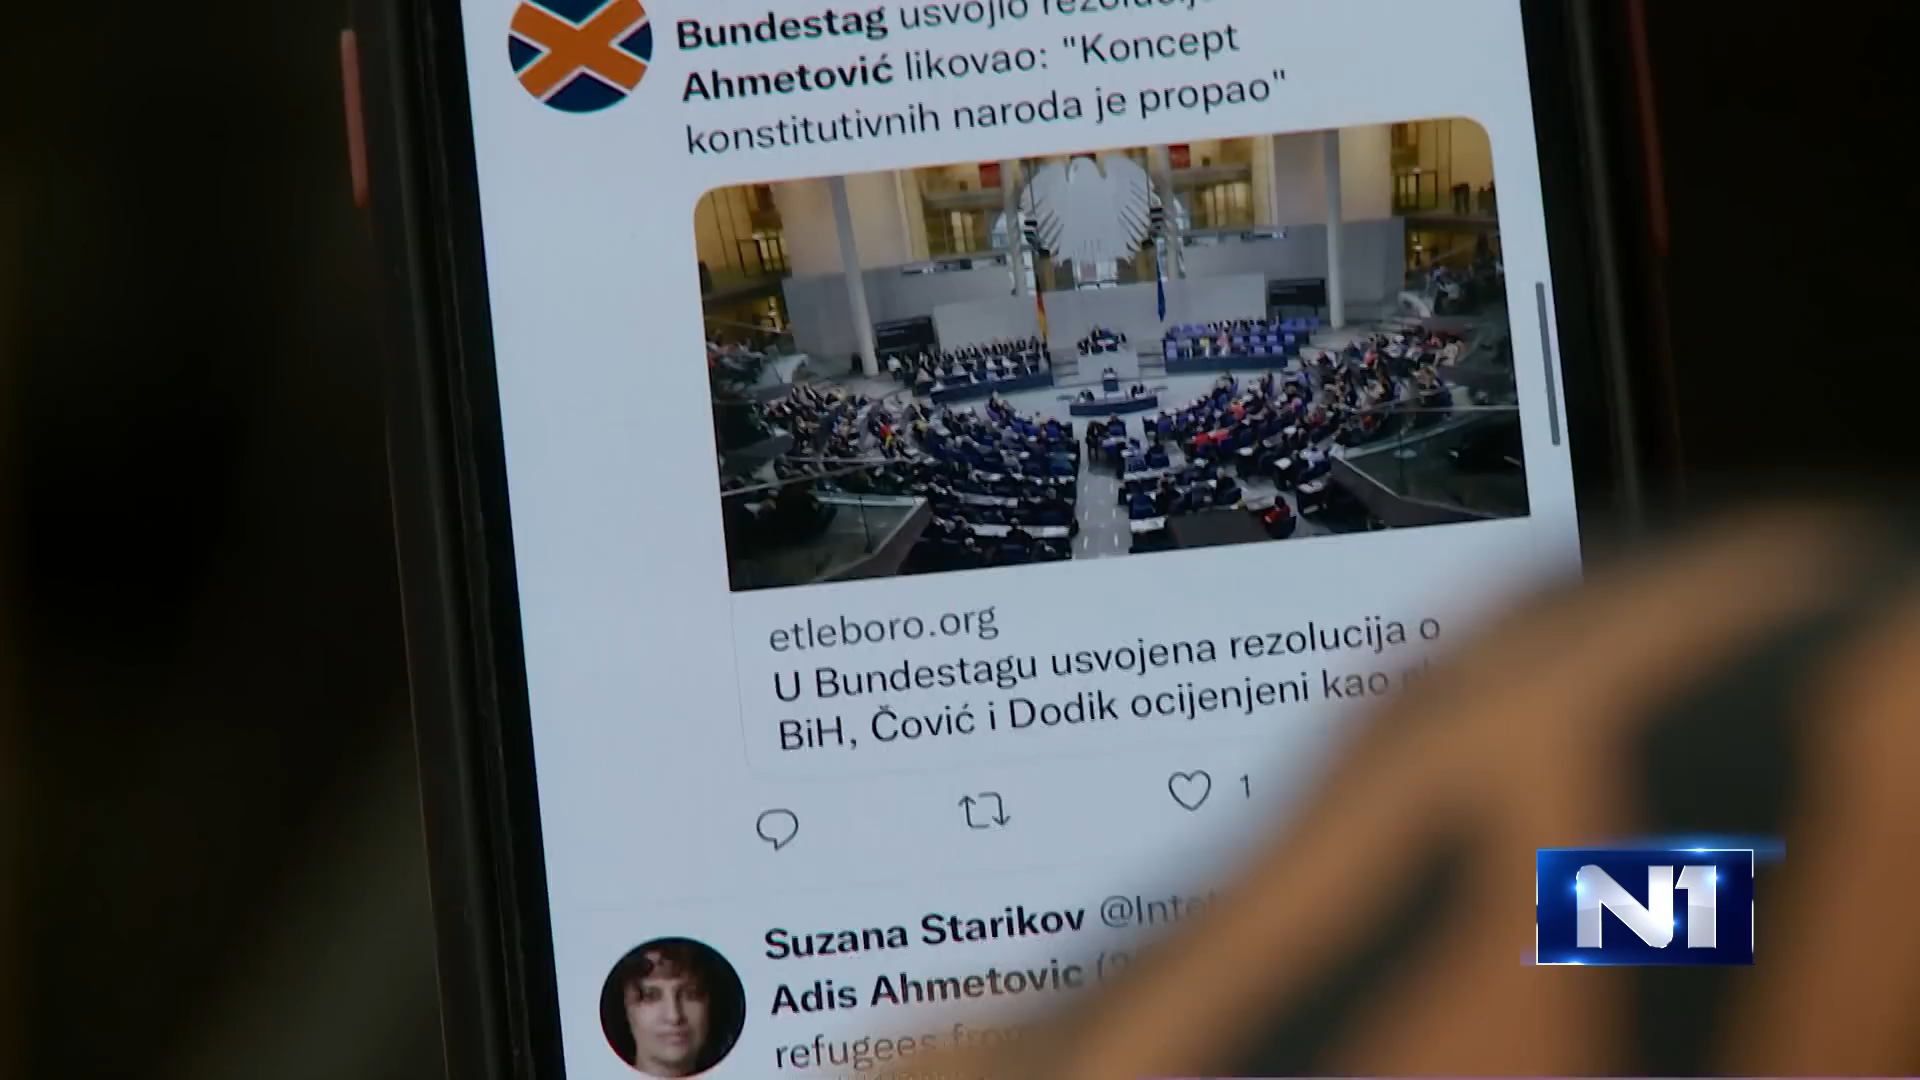 Bundestag usvojio
Ahmetović likovao: "Koncept
konstitutivnih naroda je propao"
etleboro.org
U Bundestagu usvojena rezolucija o
BiH, Čović i Dodik ocijenjeni kao
1
Suzana Starikov
Adis Ahmetovic
refugees
N1